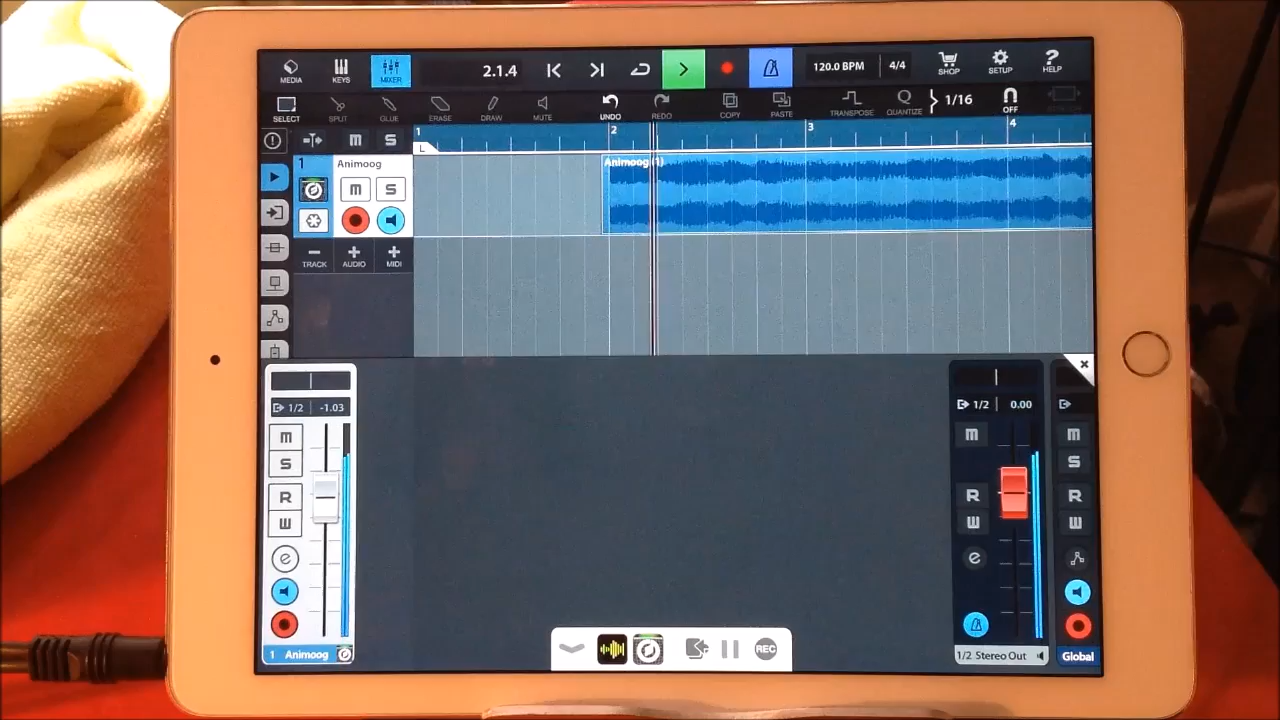 MEDIA KEYS MIXER 2.1.4 120.0 BPM 4/4 SHOP SETUP HELP
SELECT SPLIT GLUE ERASE DRAW MUTE UNDO REDO COPY PASTE TRANSPOSE QUANTIZE 1/16 OFF
M S 1 2 3 4
1 Animoog Animoog (1)
M S
TRACK AUDIO MIDI
1/2 -1.03 1/2 0.00
M M M
S S
R R R
W W W
e e
REC
1 Animoog 1/2 Stereo Out Global